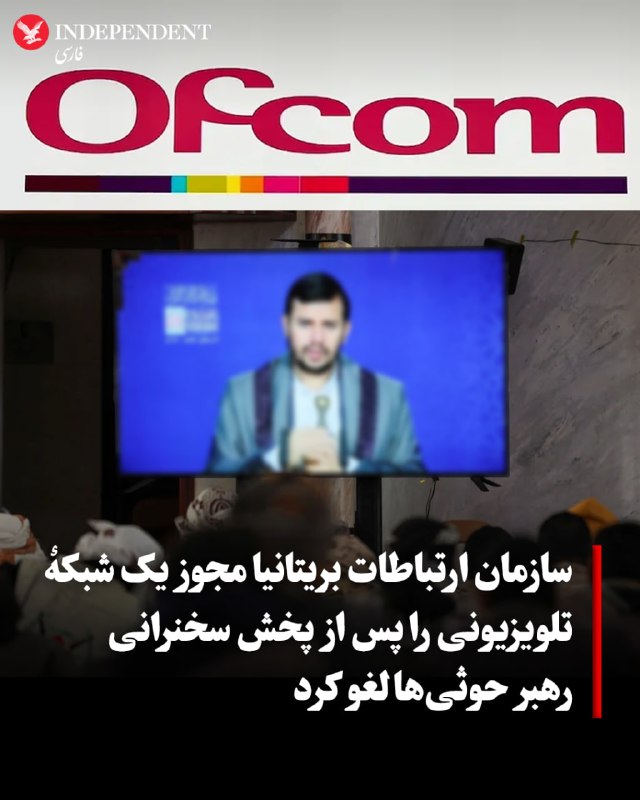 INDEPENDENT
فارسی
Ofcom
سازمان ارتباطات بریتانیا مجوز یک شبکهٔ
تلویزیونی را پس از پخش سخنرانی
رهبر حوثی‌ها لغو کرد